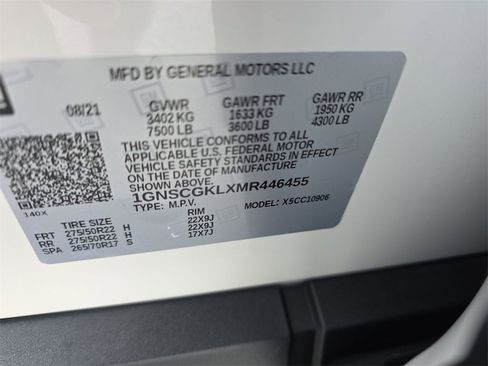 MFD BY GENERAL MOTORS LLC
08/21 GVWR GAWR FRT GAWR RR
3402 KG 1633 KG 1950 KG
7500 LB 3600 LB 4300 LB
THIS VEHICLE CONFORMS TO ALL
APPLICABLE U.S. FEDERAL MOTOR
VEHICLE SAFETY STANDARDS IN EFFECT ON
THE DATE OF MANUFACTURE SHOWN ABOVE.
1GNSCGKLXMR446455
TYPE: M.P.V. MODEL: X5CC10906
140X
TIRE SIZE RIM
FRT 275/50R22 H 22X9J
RR 275/50R22 H 22X9J
SPA 265/70R17 S 17X7J